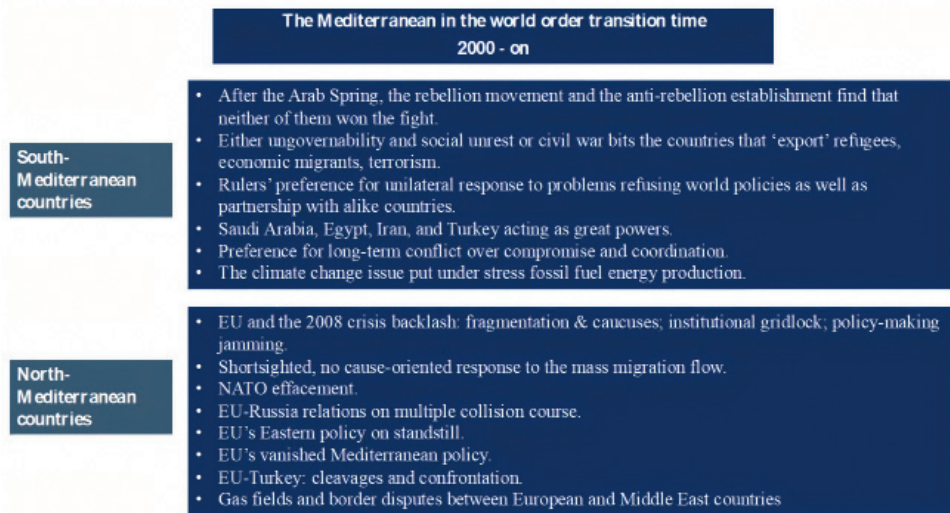 The Mediterranean in the world order transition time
2000 - on
South-
Mediterranean
countries
• After the Arab Spring, the rebellion movement and the anti-rebellion establishment find that
neither of them won the fight.
• Either ungovernability and social unrest or civil war bits the countries that ‘export’ refugees,
economic migrants, terrorism.
• Rulers’ preference for unilateral response to problems refusing world policies as well as
partnership with alike countries.
• Saudi Arabia, Egypt, Iran, and Turkey acting as great powers.
• Preference for long-term conflict over compromise and coordination.
• The climate change issue put under stress fossil fuel energy production.
North-
Mediterranean
countries
• EU and the 2008 crisis backlash: fragmentation & caucuses; institutional gridlock; policy-making
jamming.
• Shortsighted, no cause-oriented response to the mass migration flow.
• NATO effacement.
• EU-Russia relations on multiple collision course.
• EU’s Eastern policy on standstill.
• EU’s vanished Mediterranean policy.
• EU-Turkey: cleavages and confrontation.
• Gas fields and border disputes between European and Middle East countries